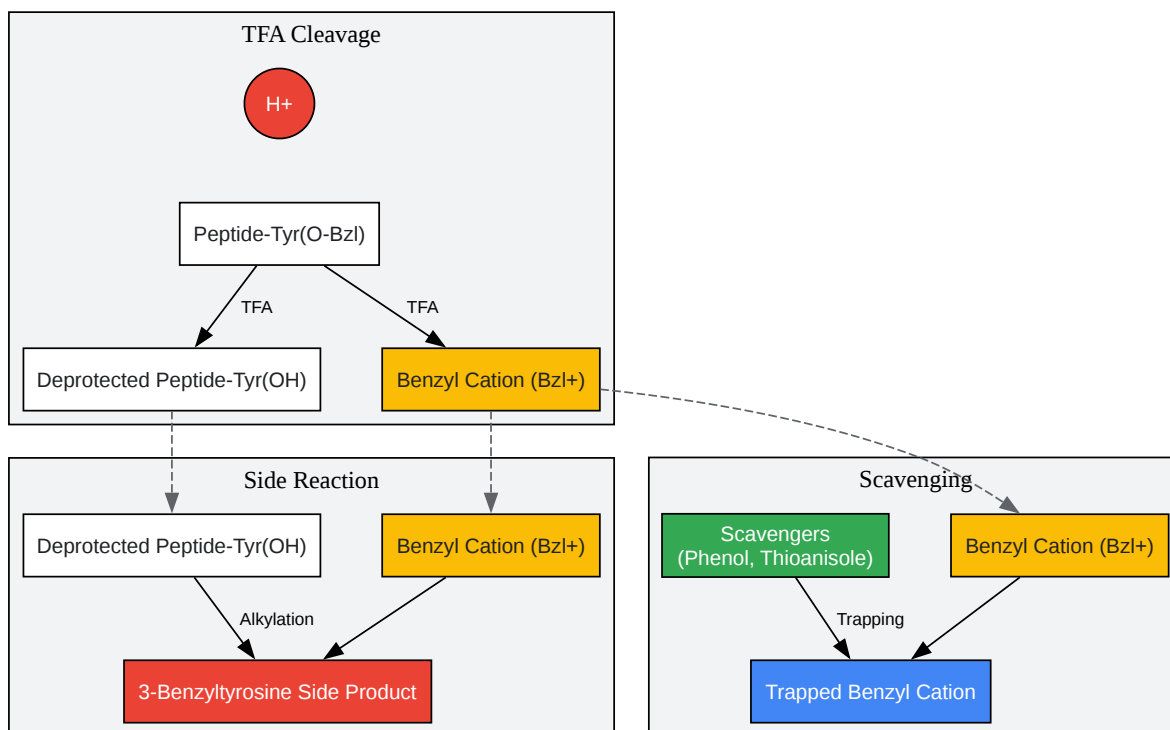 TFA Cleavage
H+
Peptide-Tyr(O-Bzl)
TFA
TFA
Deprotected Peptide-Tyr(OH)
Benzyl Cation (Bzl+)
Side Reaction
Deprotected Peptide-Tyr(OH)
Benzyl Cation (Bzl+)
Alkylation
3-Benzyltyrosine Side Product
Scavenging
Scavengers
(Phenol, Thioanisole)
Benzyl Cation (Bzl+)
Trapping
Trapped Benzyl Cation